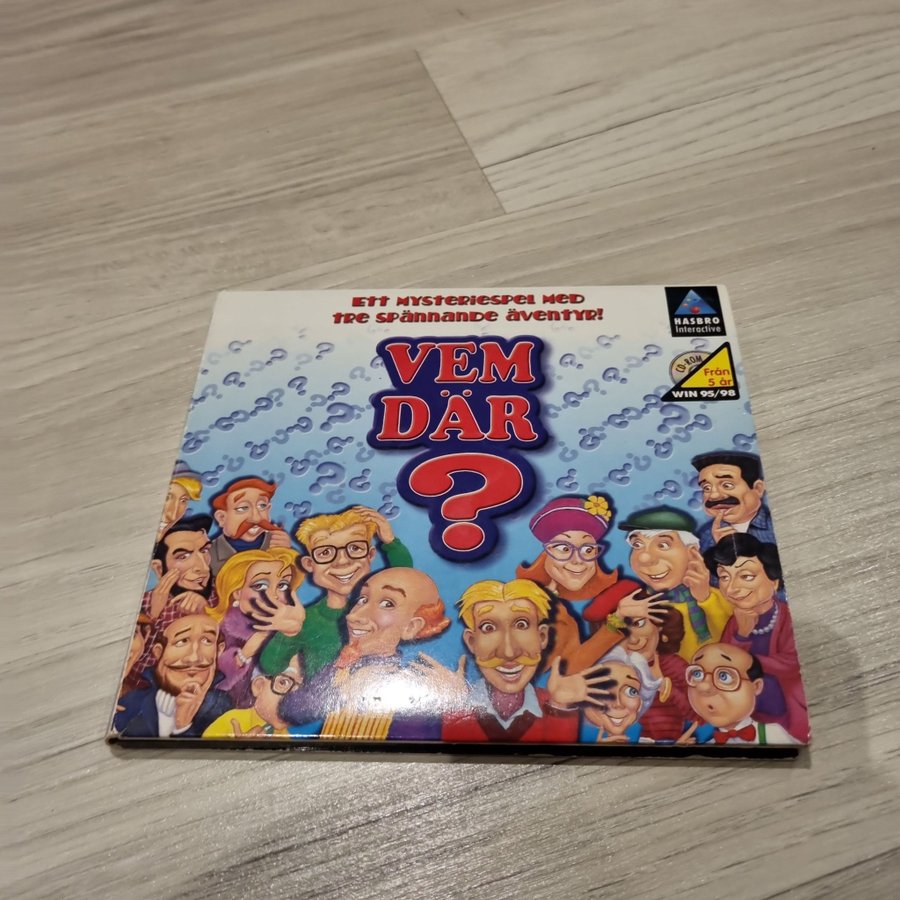 ETT MYSTERIESPEL MED
TRE SPÄNNANDE ÄVENTYR!
HASBRO
Interactive
VEM
DÄR
?
CD-ROM
Från
5 år
WIN 95/98